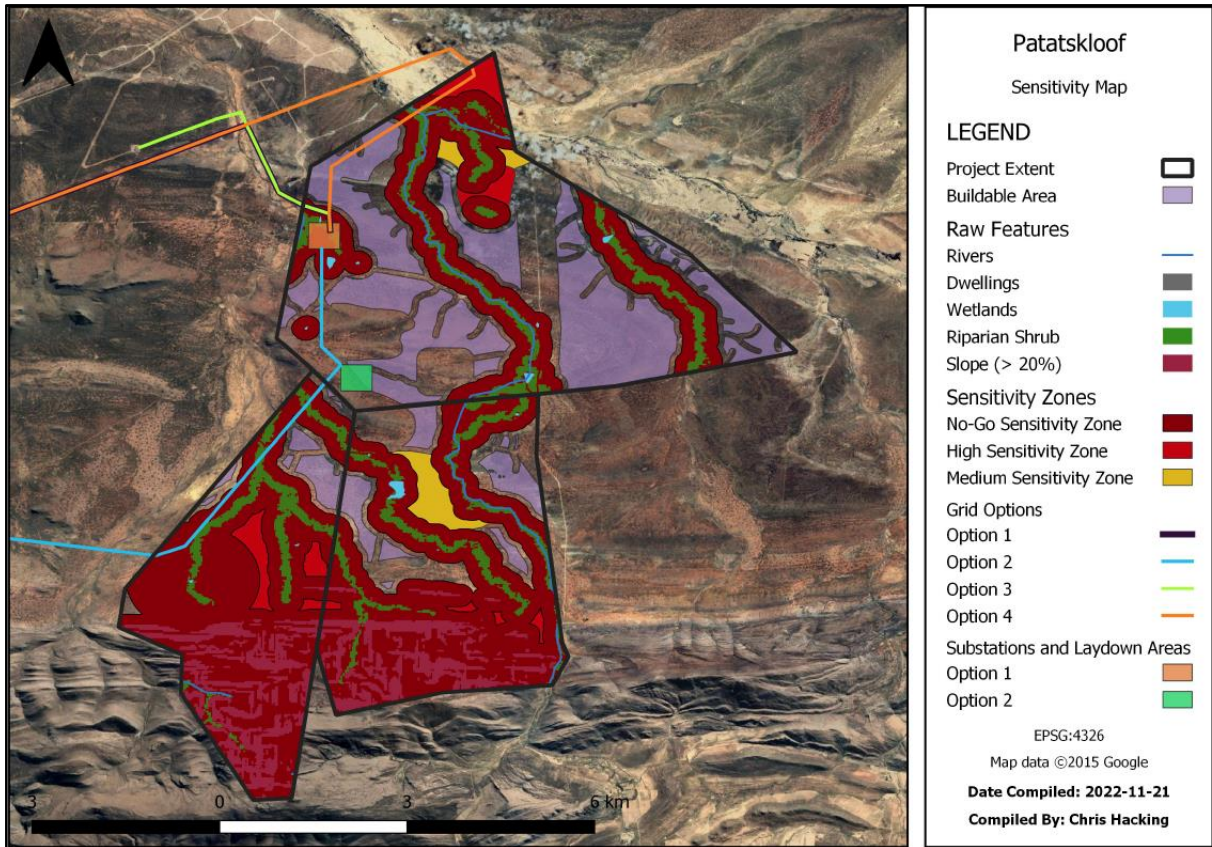 Patatskloof
Sensitivity Map
LEGEND
Project Extent
Buildable Area
Raw Features
Rivers
Dwellings
Wetlands
Riparian Shrub
Slope (> 20%)
Sensitivity Zones
No-Go Sensitivity Zone
High Sensitivity Zone
Medium Sensitivity Zone
Grid Options
Option 1
Option 2
Option 3
Option 4
Substations and Laydown Areas
Option 1
Option 2
EPSG:4326
Map data ©2015 Google
Date Compiled: 2022-11-21
Compiled By: Chris Hacking
3 0 3 6 km